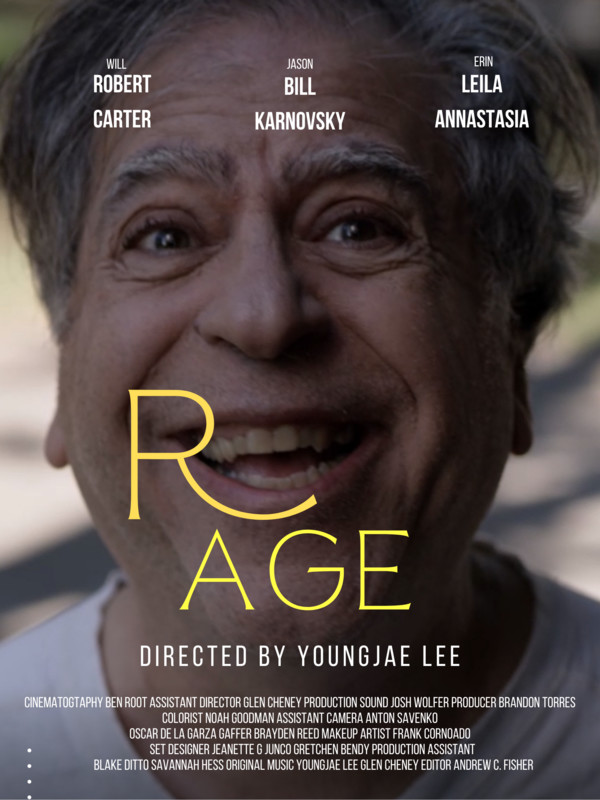 WILL
ROBERT
CARTER
JASON
BILL
KARNOVSKY
ERIN
LEILA
ANNASTASIA
R
AGE
DIRECTED BY YOUNGJAE LEE
CINEMATOGTAPHY BEN ROOT ASSISTANT DIRECTOR GLEN CHENEY PRODUCTION SOUND JOSH WOLFER PRODUCER BRANDON TORRES
COLORIST NOAH GOODMAN ASSISTANT CAMERA ANTON SAVENKO
OSCAR DE LA GARZA GAFFER BRAYDEN REED MAKEUP ARTIST FRANK CORNOADO
SET DESIGNER JEANETTE G JUNCO GRETCHEN BENDY PRODUCTION ASSISTANT
BLAKE DITTO SAVANNAH HESS ORIGINAL MUSIC YOUNGJAE LEE GLEN CHENEY EDITOR ANDREW C. FISHER